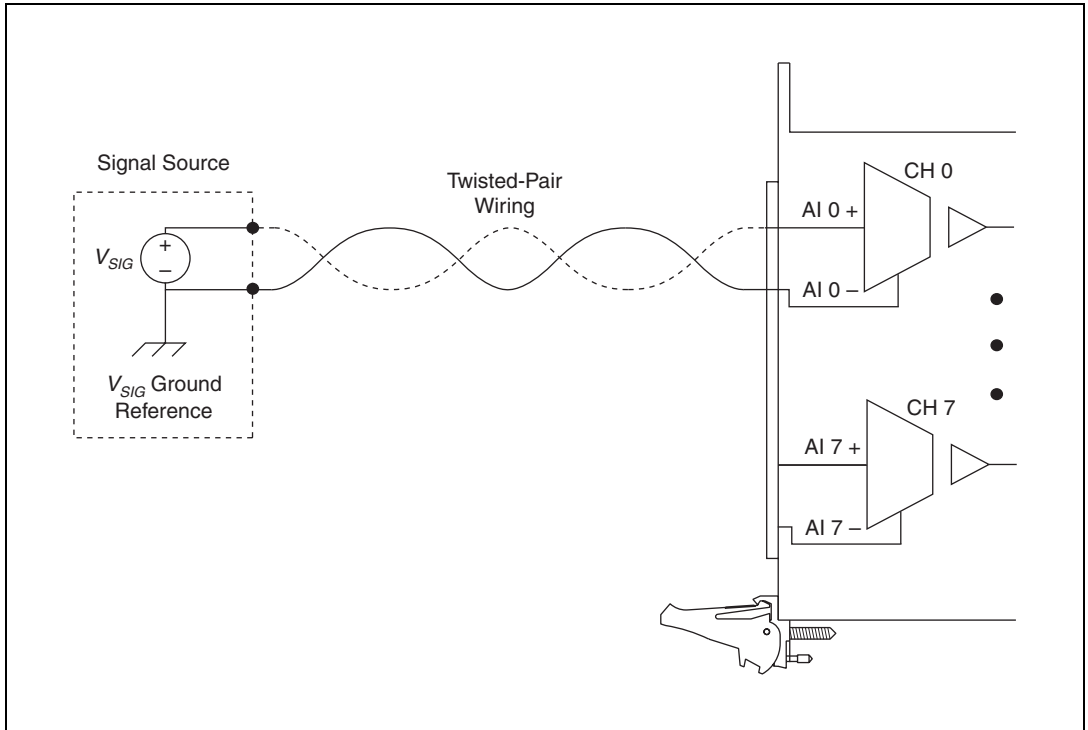 Signal Source
Twisted-Pair
Wiring
CH 0
AI 0 +
V_SIG
+
–
AI 0 –
V_SIG Ground
Reference
CH 7
AI 7 +
AI 7 –